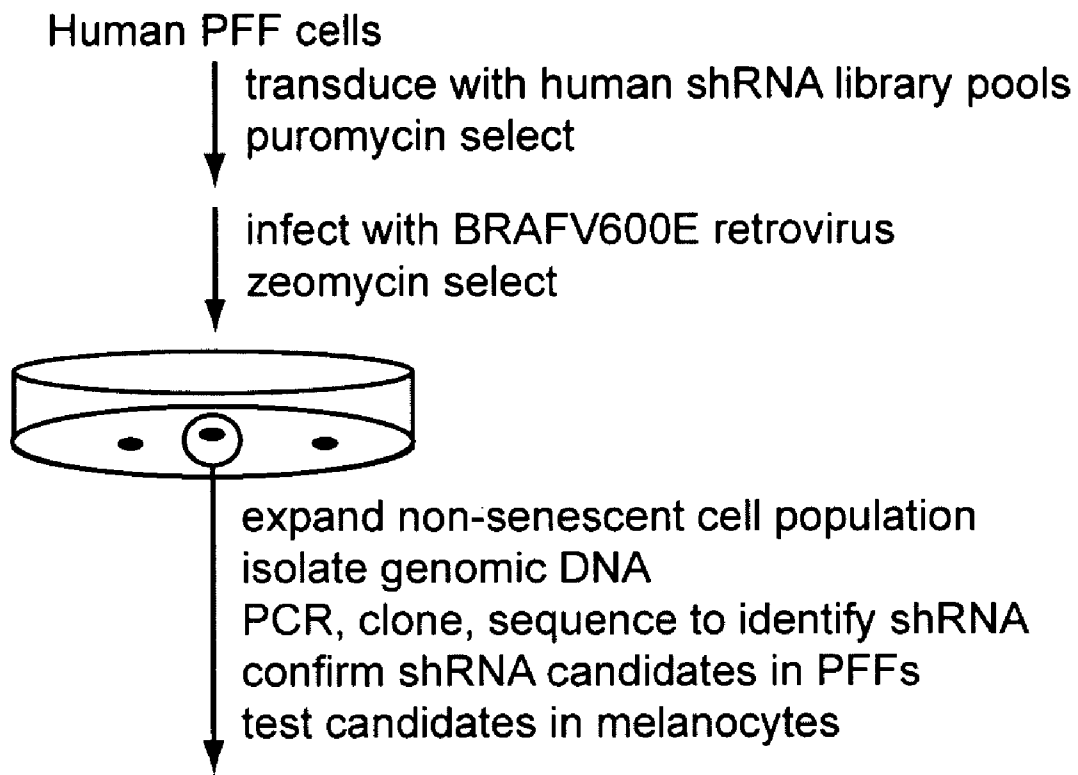 Human PFF cells
transduce with human shRNA library pools
puromycin select
infect with BRAFV600E retrovirus
zeomycin select
expand non-senescent cell population
isolate genomic DNA
PCR, clone, sequence to identify shRNA
confirm shRNA candidates in PFFs
test candidates in melanocytes